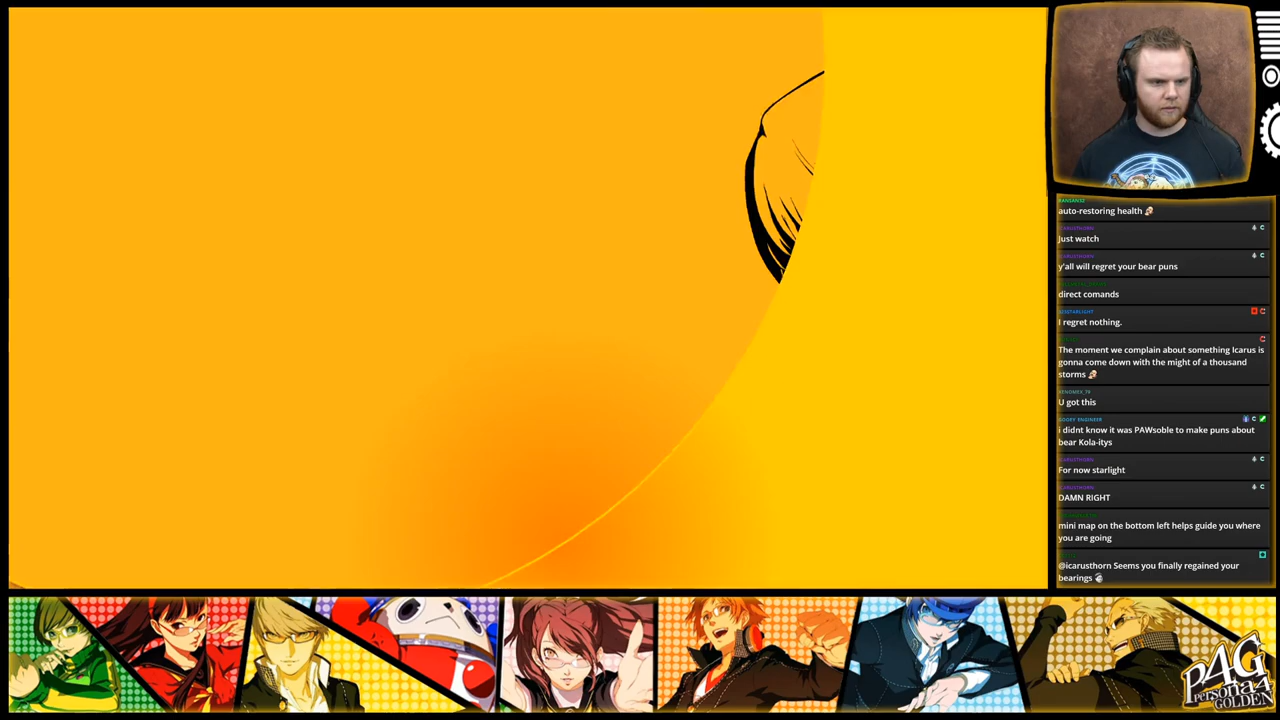 auto-restoring health
Just watch
y'all will regret your bear puns
direct comands
I regret nothing.
The moment we complain about something Icarus is
gonna come down with the might of a thousand
storms
U got this
i didnt know it was PAWsoble to make puns about
bear Kola-itys
For now starlight
DAMN RIGHT
mini map on the bottom left helps guide you where
you are going
@icarusthorn Seems you finally regained your
bearings
P4G
persona4
GOLDEN